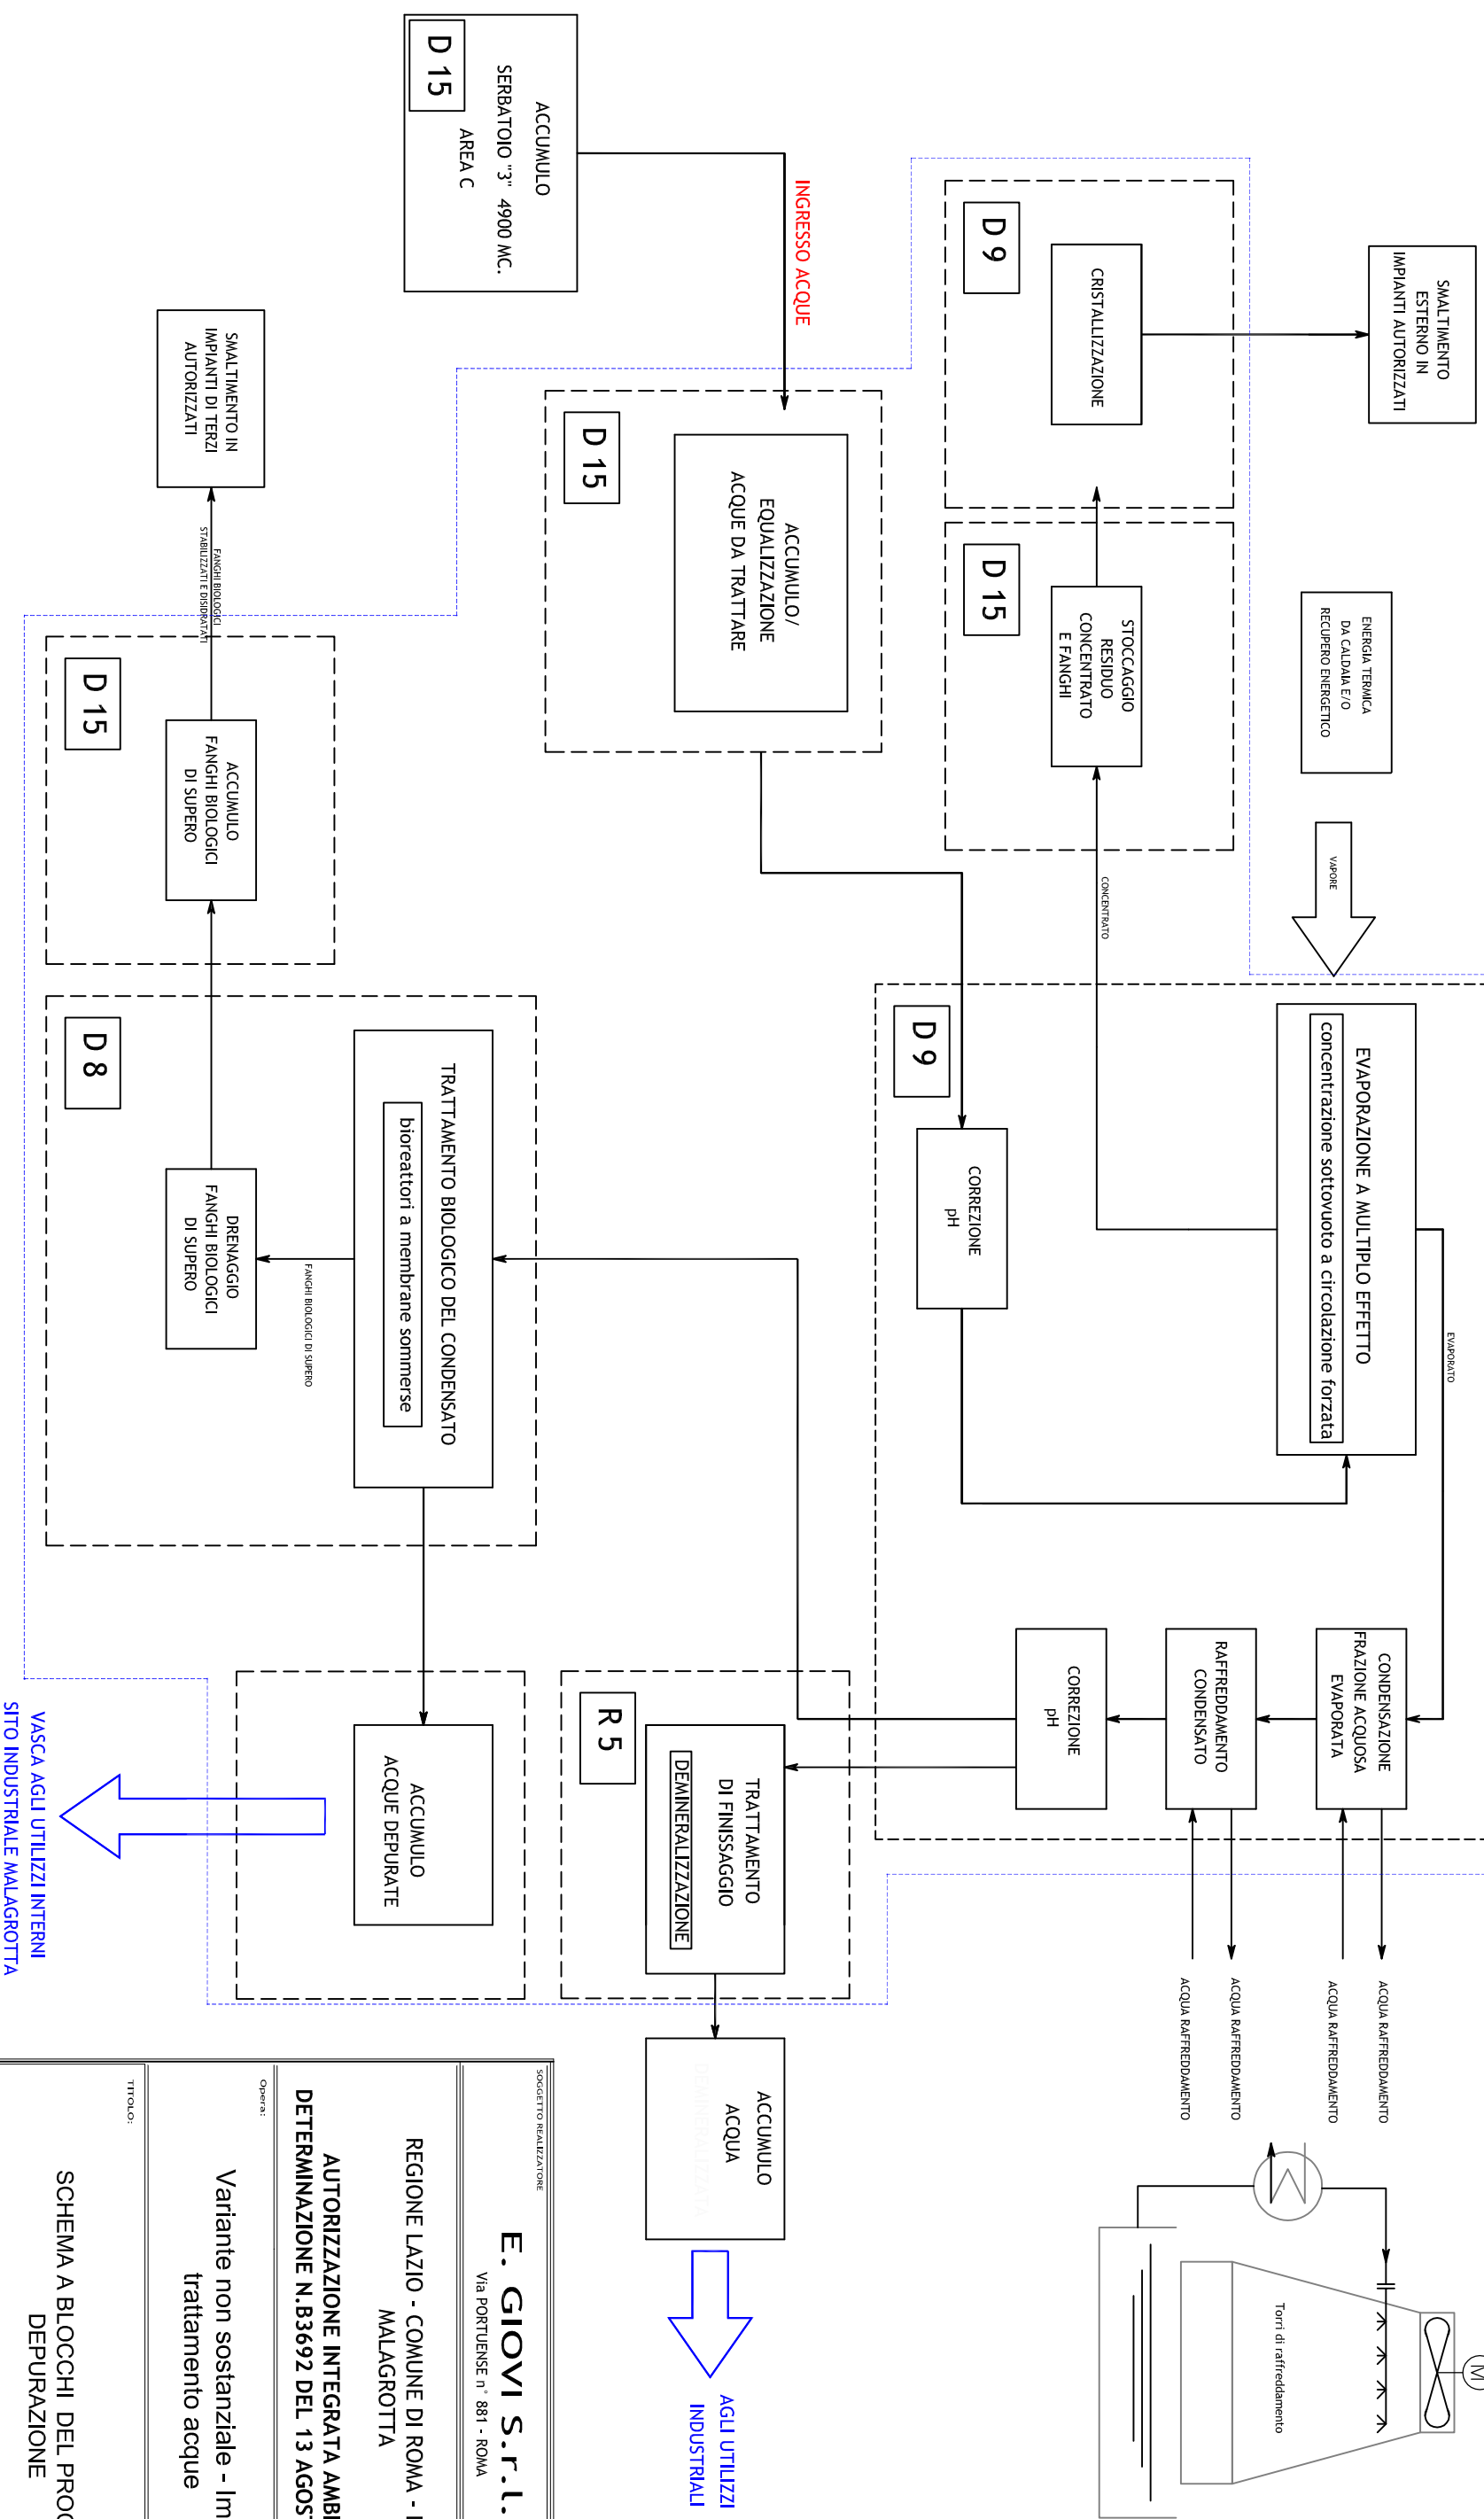 SMALTIMENTO
ESTERNO IN
IMPIANTI AUTORIZZATI
ENERGIA TERMICA
DA CALDAIA E/O
RECUPERO ENERGETICO
VAPORE
EVAPORAZIONE A MULTIPLO EFFETTO
concentrazione sottovuoto a circolazione forzata
EVAPORATO
CONDENSAZIONE
FRAZIONE ACQUOSA
EVAPORATA
ACQUA RAFFREDDAMENTO
ACQUA RAFFREDDAMENTO
RAFFREDDAMENTO
CONDENSATO
ACQUA RAFFREDDAMENTO
ACQUA RAFFREDDAMENTO
M
Torri di raffreddamento
CRISTALLIZZAZIONE
D 9
STOCCAGGIO
RESIDUO
CONCENTRATO
E FANGHI
D 15
CONCENTRATO
CORREZIONE
pH
D 9
CORREZIONE
pH
INGRESSO ACQUE
ACCUMULO/
EQUALIZZAZIONE
ACQUE DA TRATTARE
D 15
TRATTAMENTO
DI FINISSAGGIO
DEMINERALIZZAZIONE
R 5
ACCUMULO
ACQUA
AGLI UTILIZZI
INDUSTRIALI
ACCUMULO
SERBATOIO "3" 4900 MC.
AREA C
D 15
TRATTAMENTO BIOLOGICO DEL CONDENSATO
bioreattori a membrane sommerse
FANGHI BIOLOGICI DI SUPERO
ACCUMULO
ACQUE DEPURATE
SMALTIMENTO IN
IMPIANTI DI TERZI
AUTORIZZATI
FANGHI BIOLOGICI
STABILIZZATI E DISIDRATATI
ACCUMULO
FANGHI BIOLOGICI
DI SUPERO
D 15
DRENAGGIO
FANGHI BIOLOGICI
DI SUPERO
D 8
VASCA AGLI UTILIZZI INTERNI
SITO INDUSTRIALE MALAGROTTA
SOGGETTO REALIZZATORE
E. GIOVI S.r.l.
Via PORTUENSE n° 881 - ROMA
REGIONE LAZIO - COMUNE DI ROMA -
MALAGROTTA
AUTORIZZAZIONE INTEGRATA AMBI
DETERMINAZIONE N.B3692 DEL 13 AGOS
Opera:
Variante non sostanziale - Im
trattamento acque
TITOLO:
SCHEMA A BLOCCHI DEL PRO
DEPURAZIONE